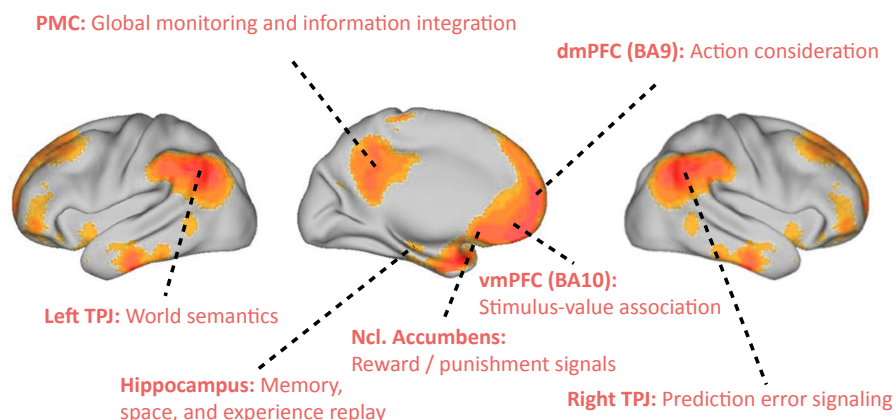 PMC: Global monitoring and information integration
dmPFC (BA9): Action consideration
vmPFC (BA10):
Stimulus-value association
Left TPJ: World semantics
Ncl. Accumbens:
Reward / punishment signals
Hippocampus: Memory,
space, and experience replay
Right TPJ: Prediction error signaling